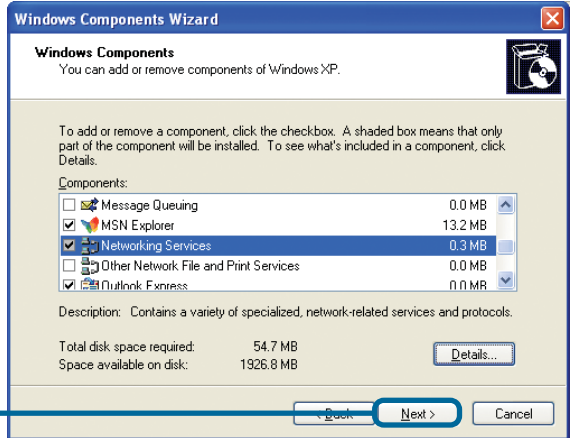 Windows Components Wizard
Windows Components
You can add or remove components of Windows XP.
To add or remove a component, click the checkbox. A shaded box means that only
part of the component will be installed. To see what's included in a component, click
Details.
Components:
Message Queuing 0.0 MB
MSN Explorer 13.2 MB
Networking Services 0.3 MB
Other Network File and Print Services 0.0 MB
Outlook Express 0.0 MB
Description: Contains a variety of specialized, network-related services and protocols.
Total disk space required: 54.7 MB
Space available on disk: 1926.8 MB
Details...
< Back Next > Cancel